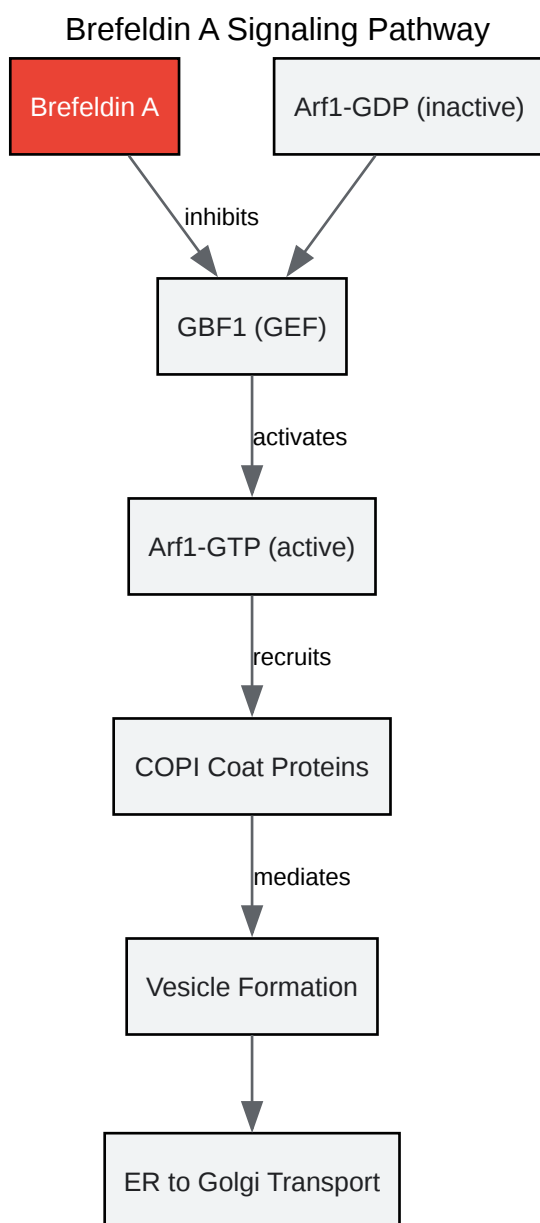 Brefeldin A Signaling Pathway
Brefeldin A
Arf1-GDP (inactive)
inhibits
GBF1 (GEF)
activates
Arf1-GTP (active)
recruits
COPI Coat Proteins
mediates
Vesicle Formation
ER to Golgi Transport